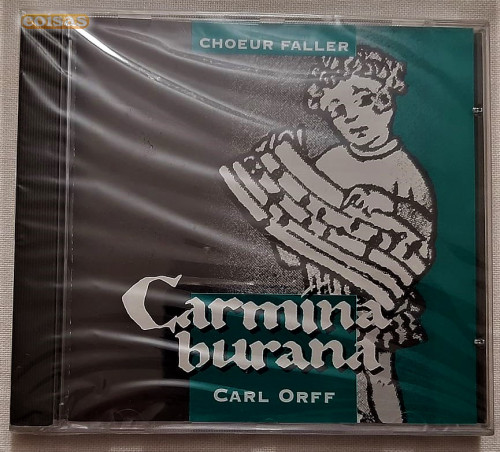 coisas
CHOEUR FALLER
Carmina
burana
CARL ORFF